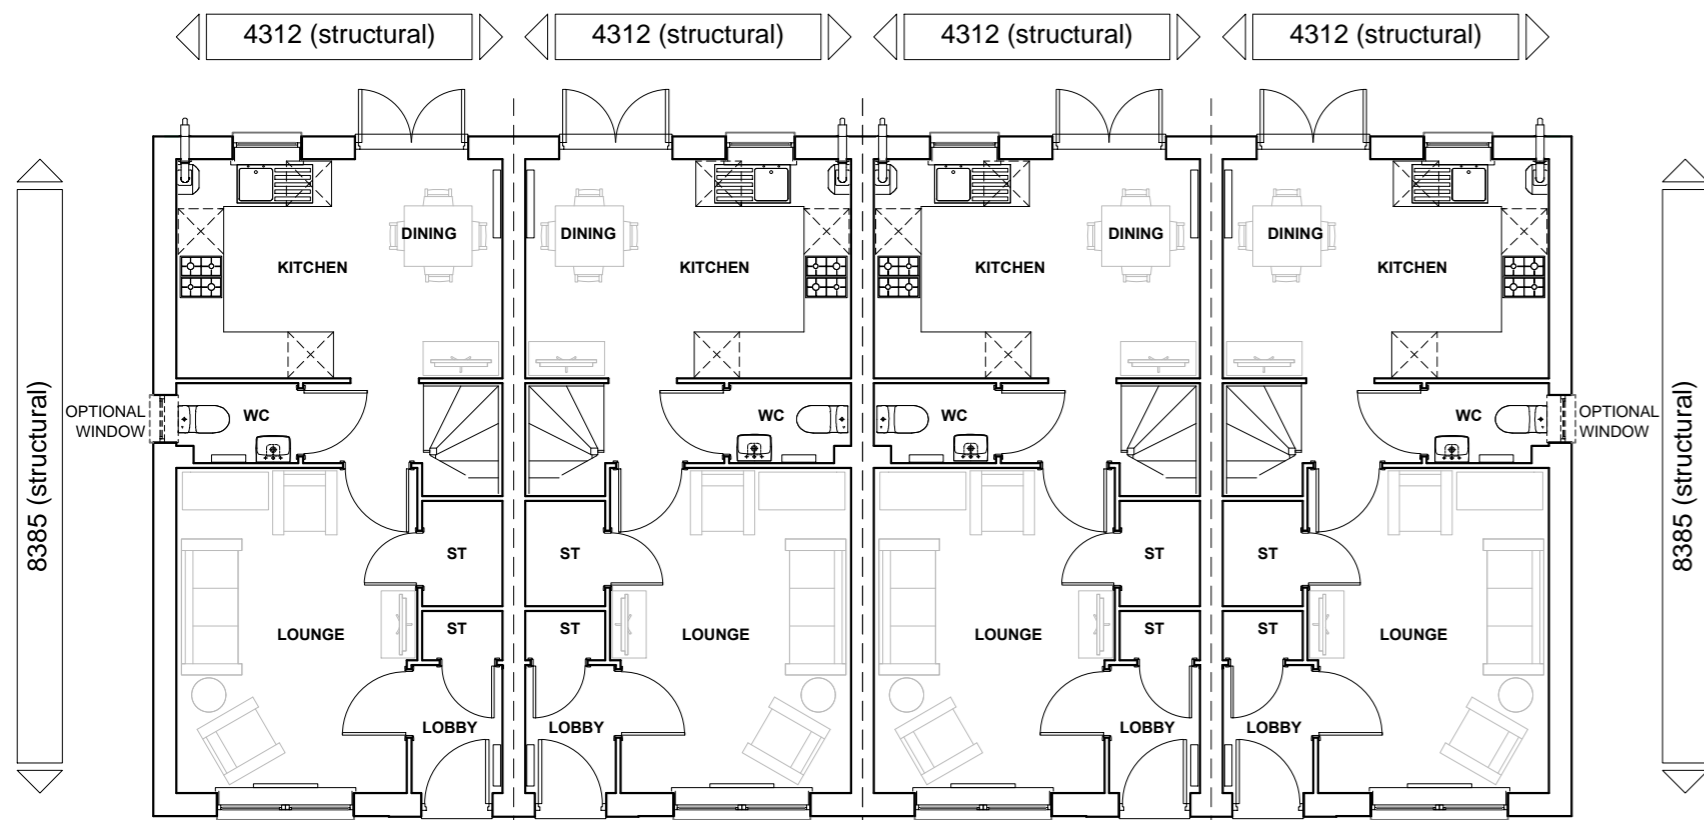 4312 (structural) 4312 (structural) 4312 (structural) 4312 (structural)
DINING DINING DINING DINING
KITCHEN KITCHEN KITCHEN KITCHEN
8385 (structural)
8385 (structural)
OPTIONAL
WINDOW
WC WC WC WC
OPTIONAL
WINDOW
ST ST ST ST
LOUNGE ST ST LOUNGE LOUNGE ST ST LOUNGE
LOBBY LOBBY LOBBY LOBBY